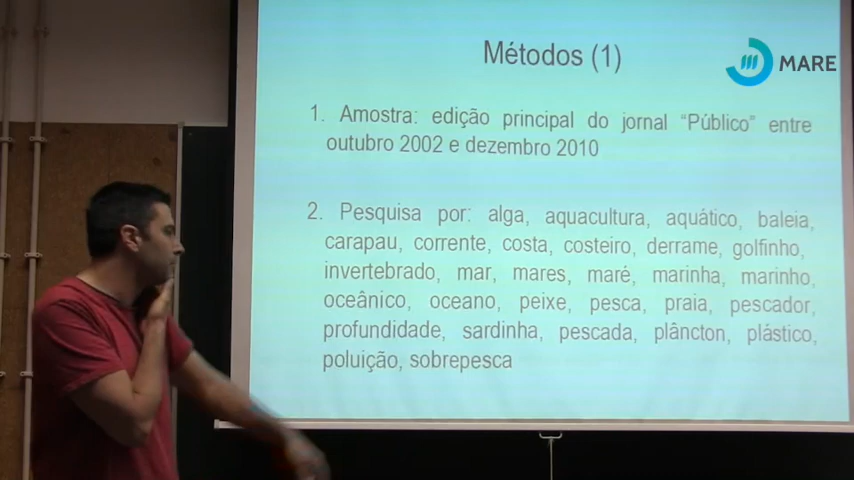 Métodos (1)
MARE
1. Amostra: edição principal do jornal "Público" entre
outubro 2002 e dezembro 2010
2. Pesquisa por: alga, aquacultura, aquático, baleia,
carapau, corrente, costa, costeiro, derrame, golfinho,
invertebrado, mar, mares, maré, marinha, marinho,
oceânico, oceano, peixe, pesca, praia, pescador,
profundidade, sardinha, pescada, plâncton, plástico,
poluição, sobrepesca